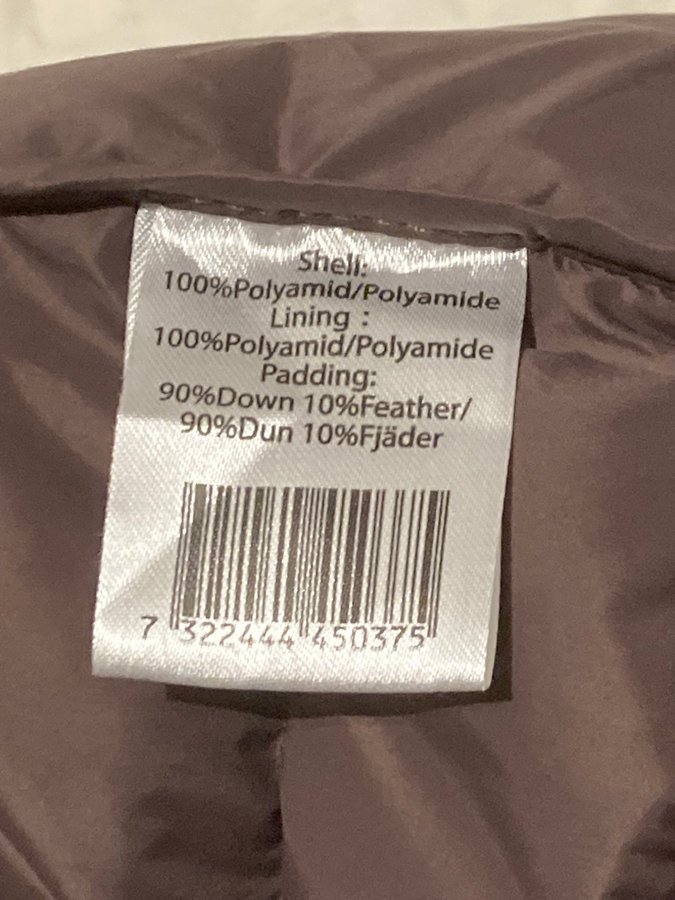 Shell:
100%Polyamid/Polyamide
Lining :
100%Polyamid/Polyamide
Padding:
90%Down 10%Feather/
90%Dun 10%Fjäder
7 322444 450375